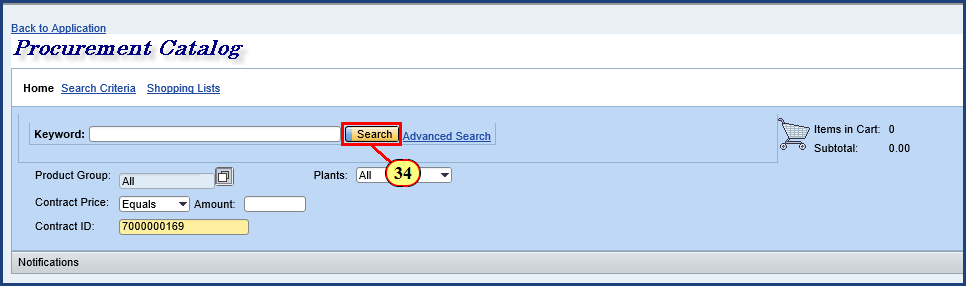 Back to Application
Procurement Catalog
Home Search Criteria Shopping Lists
Keyword: Search Advanced Search
Items in Cart: 0
Subtotal: 0.00
34
Product Group: All Plants: All
Contract Price: Equals Amount:
Contract ID: 7000000169
Notifications